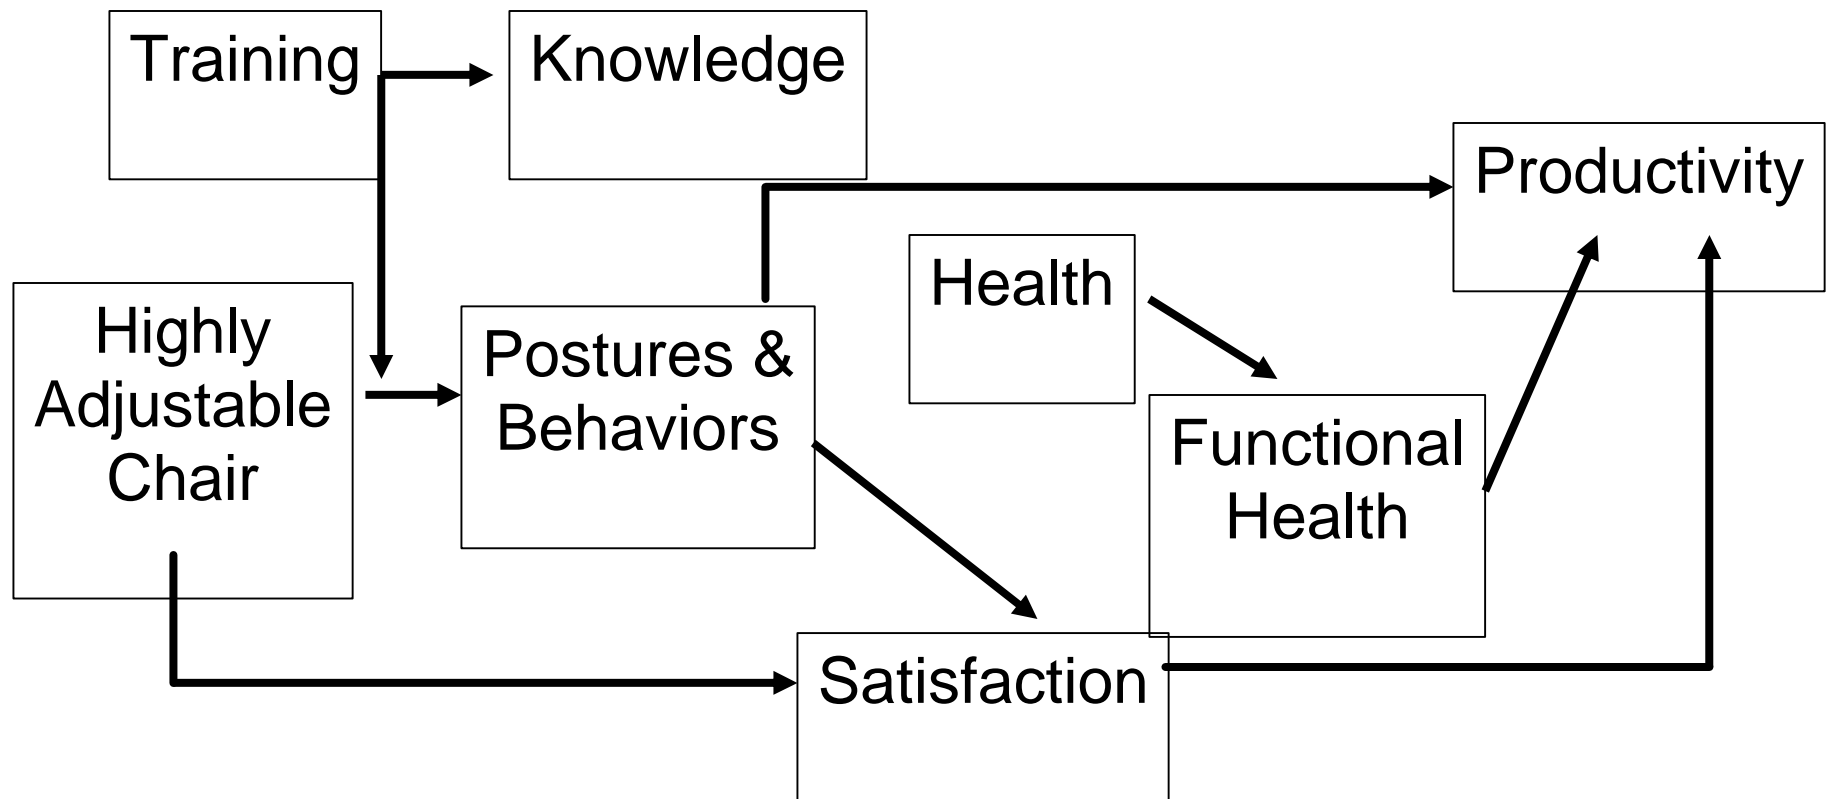 Training
Knowledge
Productivity
Health
Highly
Adjustable
Chair
Postures &
Behaviors
Functional
Health
Satisfaction